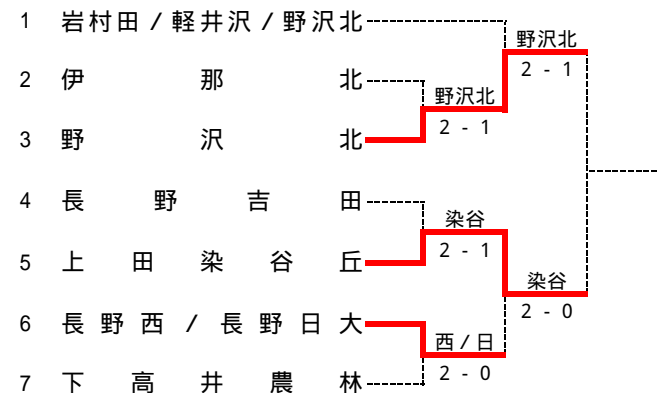 1 岩村田/軽井沢/野沢北
野沢北
2 - 1
2 伊那北
野沢北
2 - 1
3 野沢北
4 長野吉田
染谷
2 - 1
5 上田染谷丘
染谷
2 - 0
6 長野西/長野日大
西/日
2 - 0
7 下高井農林